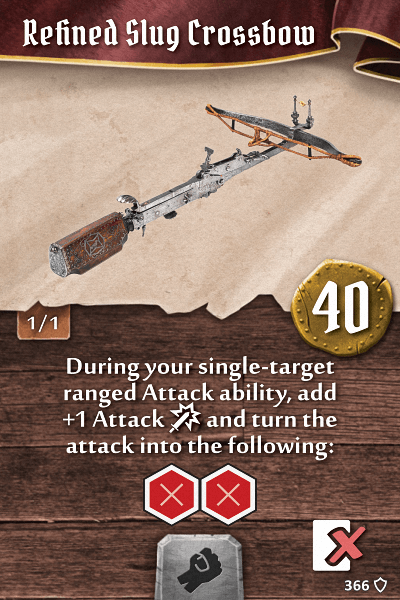 Refined Slug Crossbow
1/1
40
During your single-target
ranged Attack ability, add
+1 Attack and turn the
attack into the following:
366